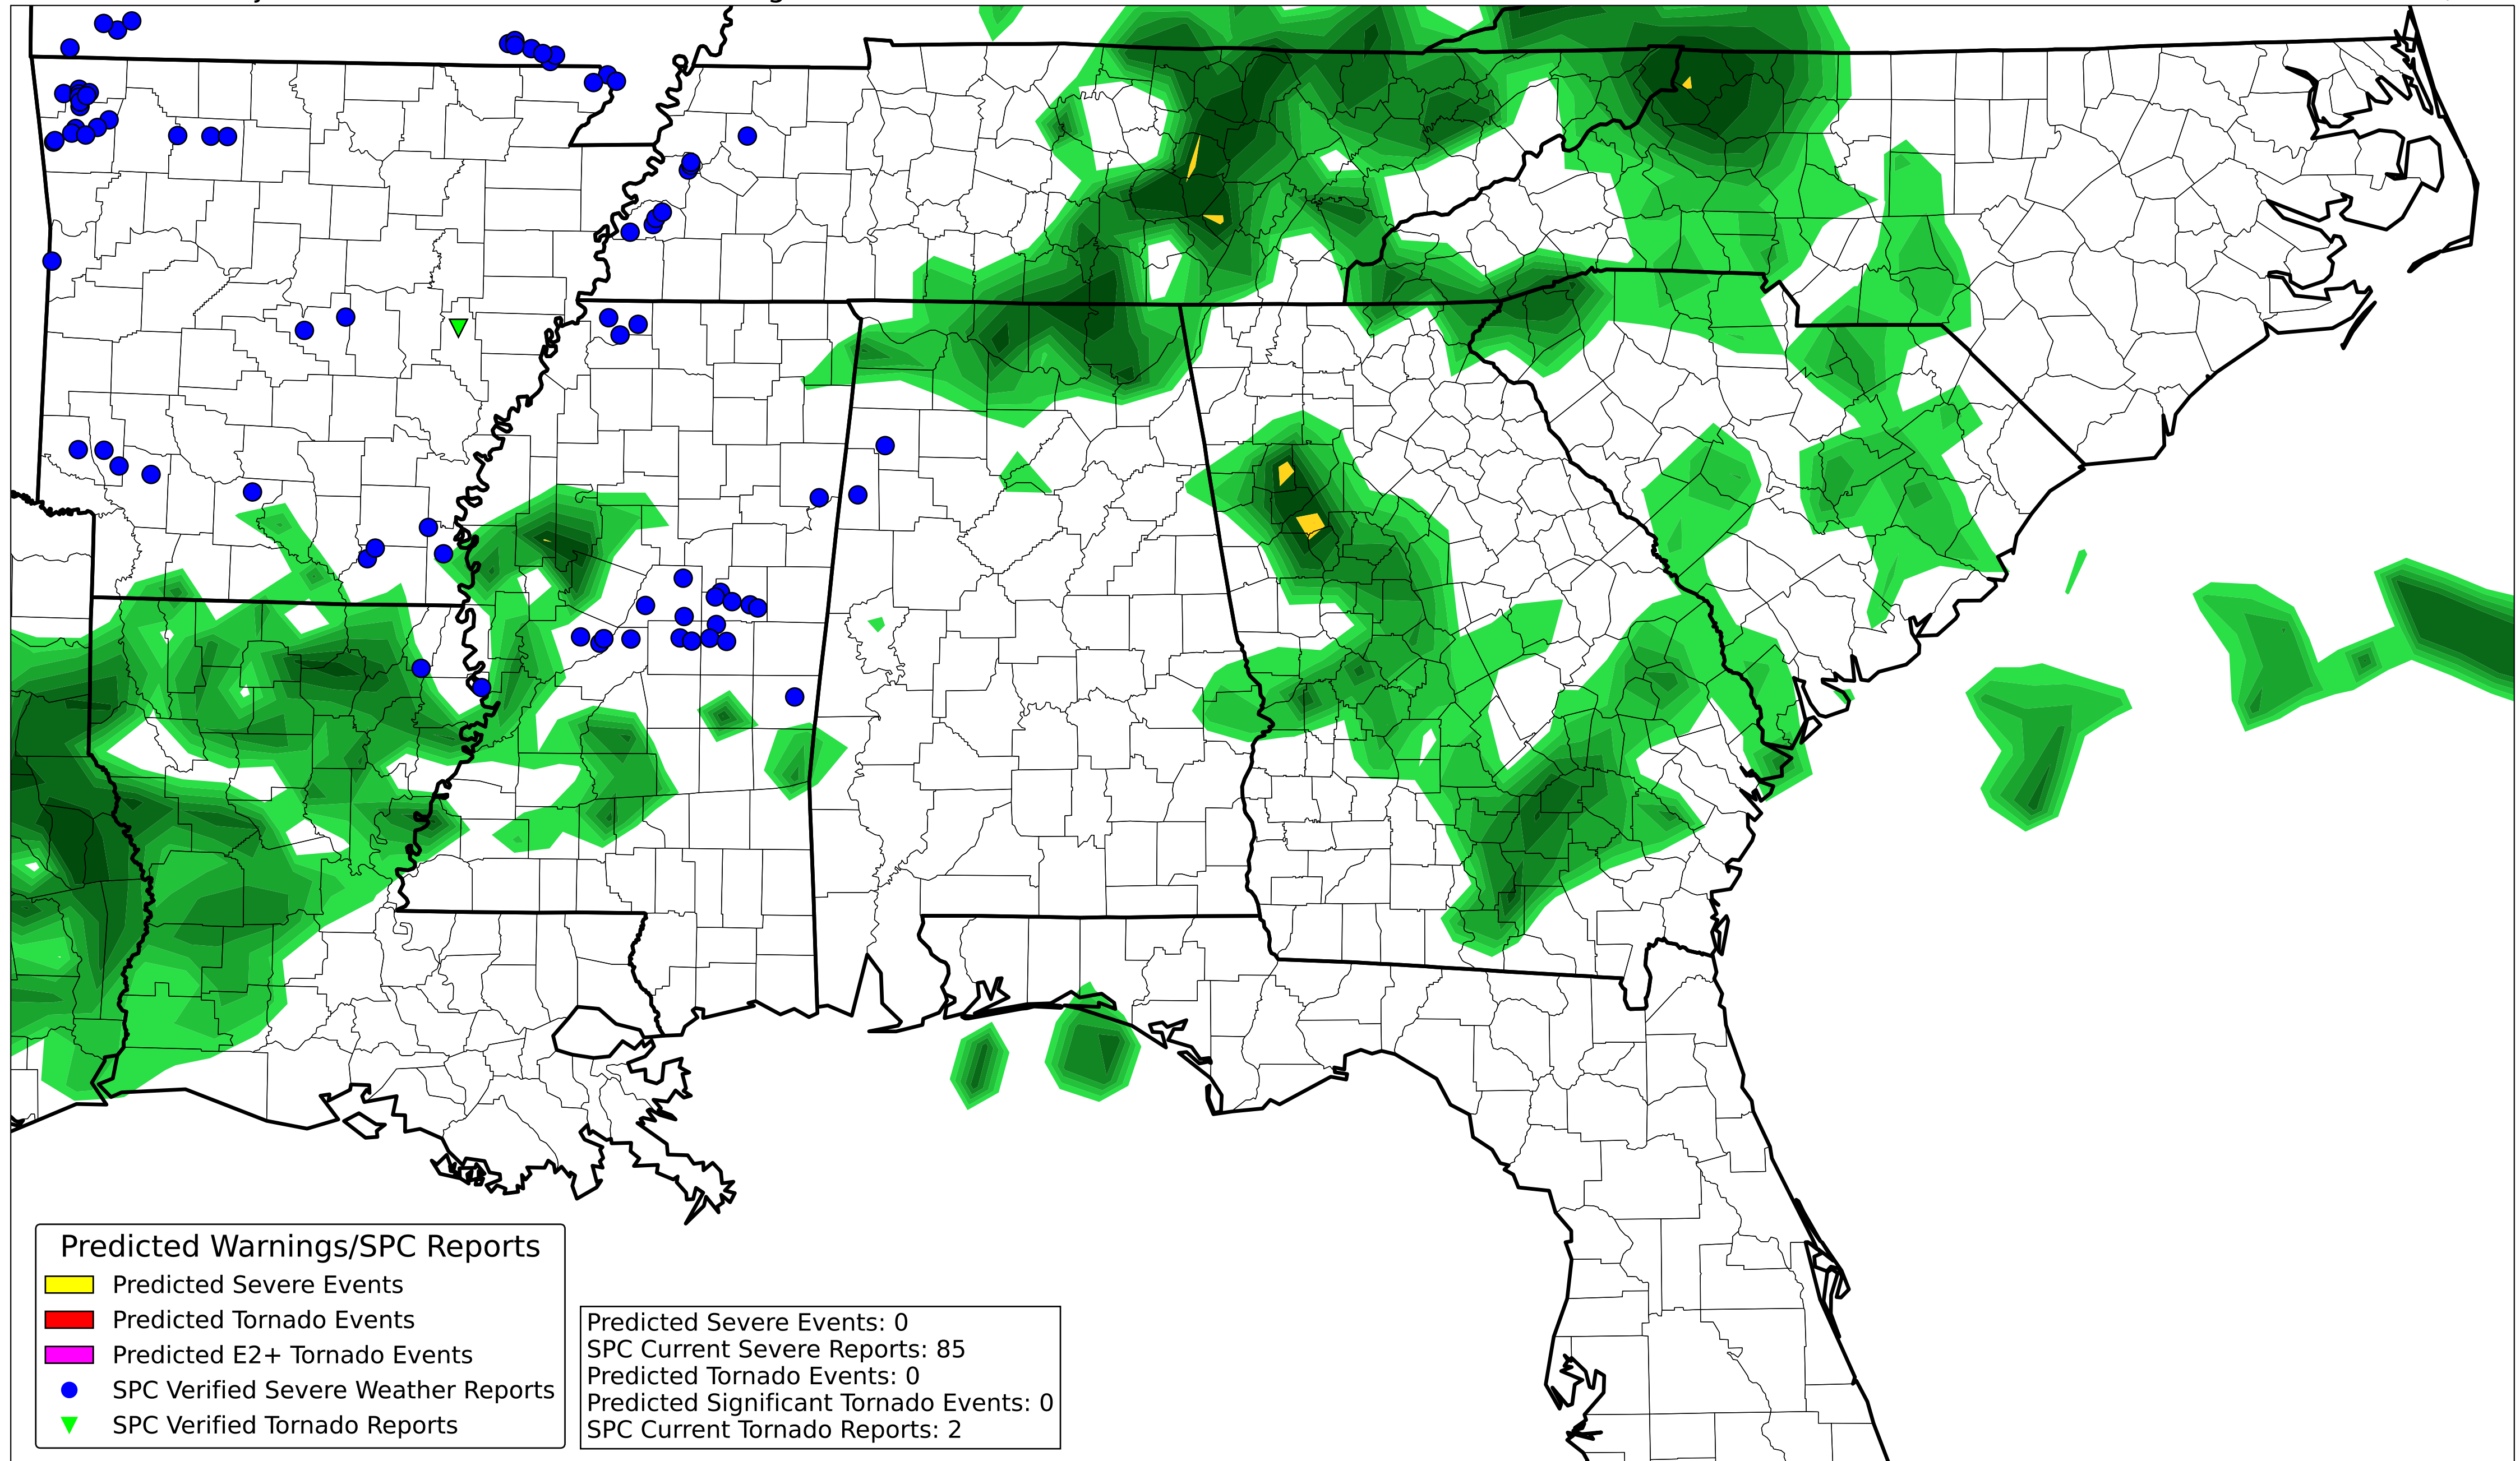 Predicted Warnings/SPC Reports
Predicted Severe Events
Predicted Tornado Events
Predicted E2+ Tornado Events
SPC Verified Severe Weather Reports
SPC Verified Tornado Reports
Predicted Severe Events: 0
SPC Current Severe Reports: 85
Predicted Tornado Events: 0
Predicted Significant Tornado Events: 0
SPC Current Tornado Reports: 2